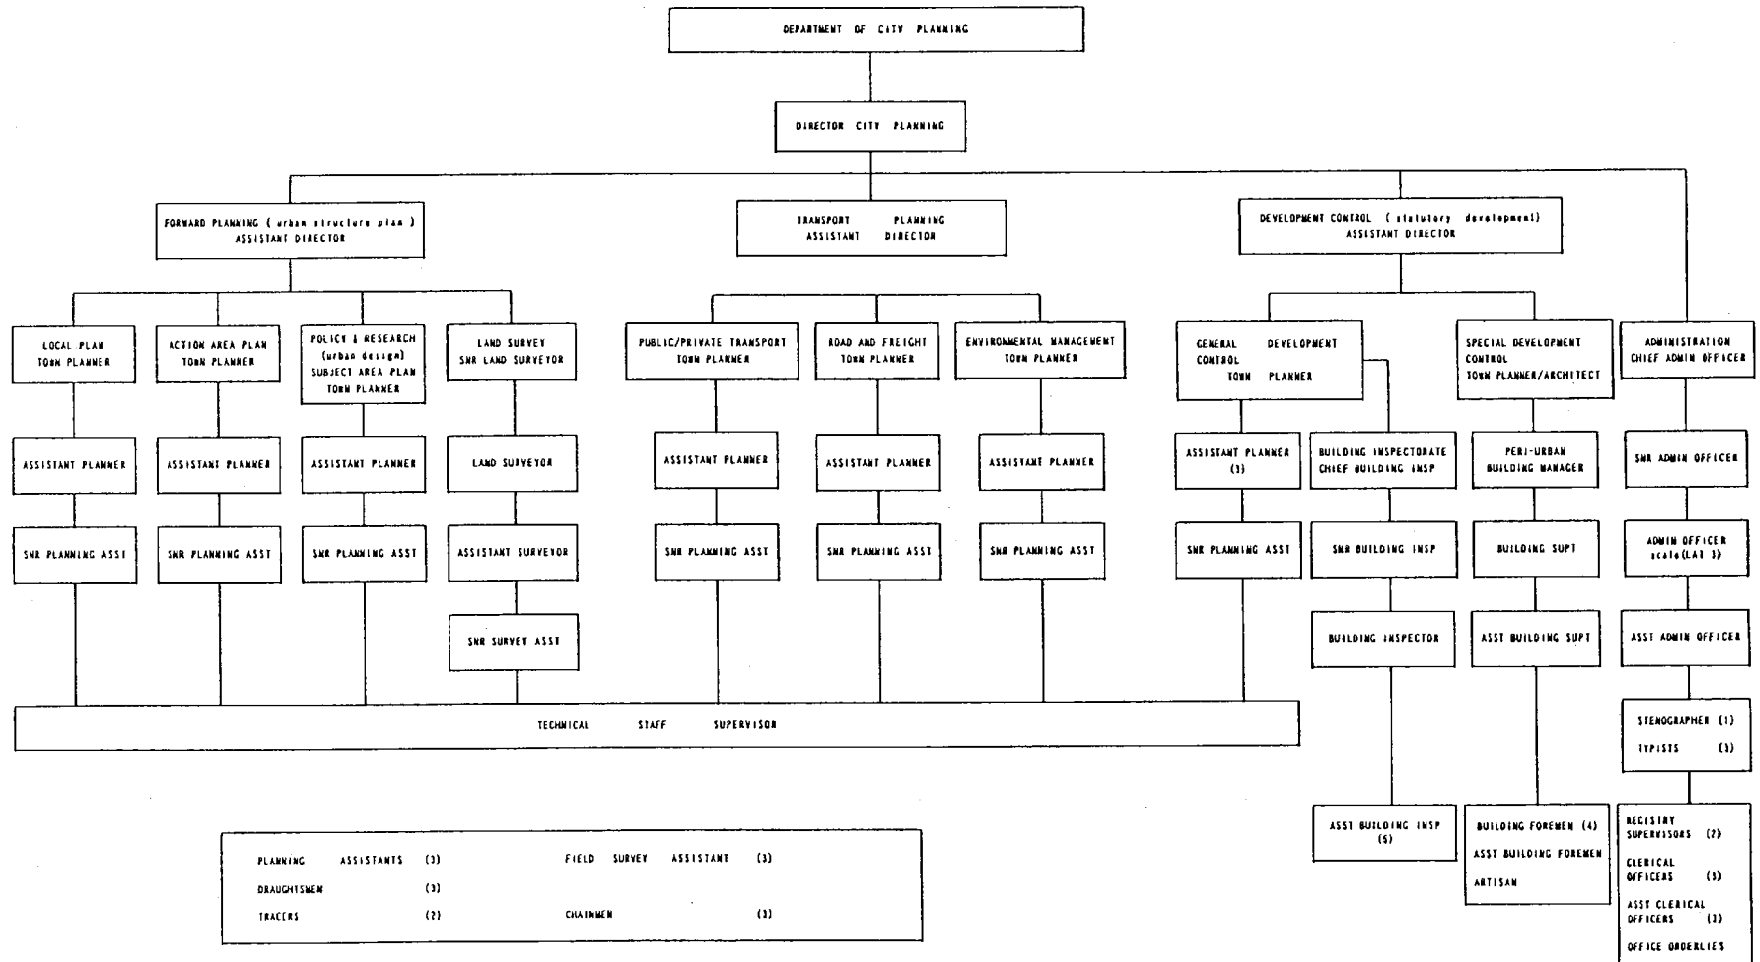 DEPARTMENT OF CITY PLANNING
DIRECTOR CITY PLANNING
FORWARD PLANNING ( urban structure plan )
ASSISTANT DIRECTOR
TRANSPORT PLANNING
ASSISTANT DIRECTOR
DEVELOPMENT CONTROL ( statutory development)
ASSISTANT DIRECTOR
LOCAL PLAN
TOWN PLANNER
ACTION AREA PLAN
TOWN PLANNER
POLICY & RESEARCH
(urban design)
SUBJECT AREA PLAN
TOWN PLANNER
LAND SURVEY
SNR LAND SURVEYOR
PUBLIC/PRIVATE TRANSPORT
TOWN PLANNER
ROAD AND FREIGHT
TOWN PLANNER
ENVIRONMENTAL MANAGEMENT
TOWN PLANNER
GENERAL DEVELOPMENT
CONTROL
TOWN PLANNER
SPECIAL DEVELOPMENT
CONTROL
TOWN PLANNER/ARCHITECT
ADMINISTRATION
CHIEF ADMIN OFFICER
ASSISTANT PLANNER
ASSISTANT PLANNER
ASSISTANT PLANNER
LAND SURVEYOR
ASSISTANT PLANNER
ASSISTANT PLANNER
ASSISTANT PLANNER
ASSISTANT PLANNER
(3)
BUILDING INSPECTORATE
CHIEF BUILDING INSP
PERI-URBAN
BUILDING MANAGER
SNR ADMIN OFFICER
SNR PLANNING ASST
SNR PLANNING ASST
SNR PLANNING ASST
ASSISTANT SURVEYOR
SNR PLANNING ASST
SNR PLANNING ASST
SNR PLANNING ASST
SNR PLANNING ASST
SNR BUILDING INSP
BUILDING SUPT
ADMIN OFFICER
scale(LAI 3)
SNR SURVEY ASST
BUILDING INSPECTOR
ASST BUILDING SUPT
ASST ADMIN OFFICER
TECHNICAL STAFF SUPERVISOR
STENOGRAPHER (1)
TYPISTS (3)
ASST BUILDING INSP
(5)
BUILDING FOREMEN (4)
ASST BUILDING FOREMEN
ARTISAN
REGISTRY
SUPERVISORS (2)
CLERICAL
OFFICERS (3)
ASST CLERICAL
OFFICERS (3)
OFFICE ORDERLIES
PLANNING ASSISTANTS (3) FIELD SURVEY ASSISTANT (3)
DRAUGHTSMEN (3)
TRACERS (2) CHAINMEN (3)